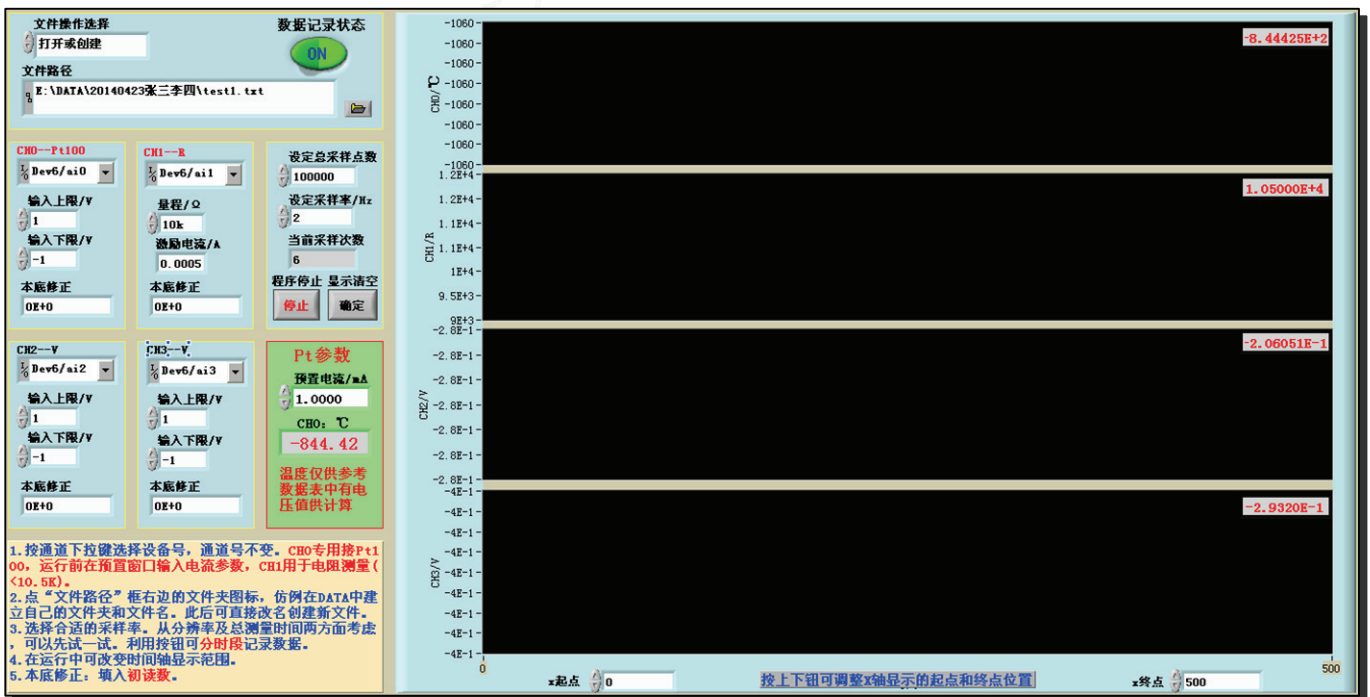 文件操作选择
打开或创建
数据记录状态
ON
文件路径
E:\DATA\20140423张三李四\test1.txt
CH0--Pt100
Dev6/ai0
输入上限/V
1
输入下限/V
-1
本底修正
0E+0
CH1--R
Dev6/ai1
量程/Ω
10k
激励电流/A
0.0005
本底修正
0E+0
设定总采样点数
100000
设定采样率/Hz
2
当前采样次数
6
程序停止 显示清空
停止 确定
CH2--V
Dev6/ai2
输入上限/V
1
输入下限/V
-1
本底修正
0E+0
CH3--V
Dev6/ai3
输入上限/V
1
输入下限/V
-1
本底修正
0E+0
Pt参数
预置电流/mA
1.0000
CH0: ℃
-844.42
温度仅供参考
数据表中有电
压值供计算
1.按通道下拉键选择设备号，通道号不变。CH0专用接Pt1
00，运行前在预置窗口输入电流参数，CH1用于电阻测量(
<10.5K)。
2.点“文件路径”框右边的文件夹图标，仿例在DATA中建
立自己的文件夹和文件名。此后可直接改名创建新文件。
3.选择合适的采样率。从分辨率及总测量时间两方面考虑
，可以先试一试。利用按钮可分时段记录数据。
4.在运行中可改变时间轴显示范围。
5.本底修正：填入初读数。
CH0/℃
-1060
-1060
-1060
-1060
-1060
-1060
-1060
-1060
-8.44425E+2
CH1/R
1.2E+4
1.2E+4
1.1E+4
1.1E+4
1E+4
9.5E+3
9E+3
1.05000E+4
CH2/V
-2.8E-1
-2.8E-1
-2.8E-1
-2.8E-1
-2.8E-1
-2.8E-1
-2.8E-1
-2.06051E-1
CH3/V
-4E-1
-4E-1
-4E-1
-4E-1
-4E-1
-4E-1
-4E-1
-4E-1
-4E-1
-2.9320E-1
0
500
x起点 0
按上下钮可调整X轴显示的起点和终点位置
x终点 500